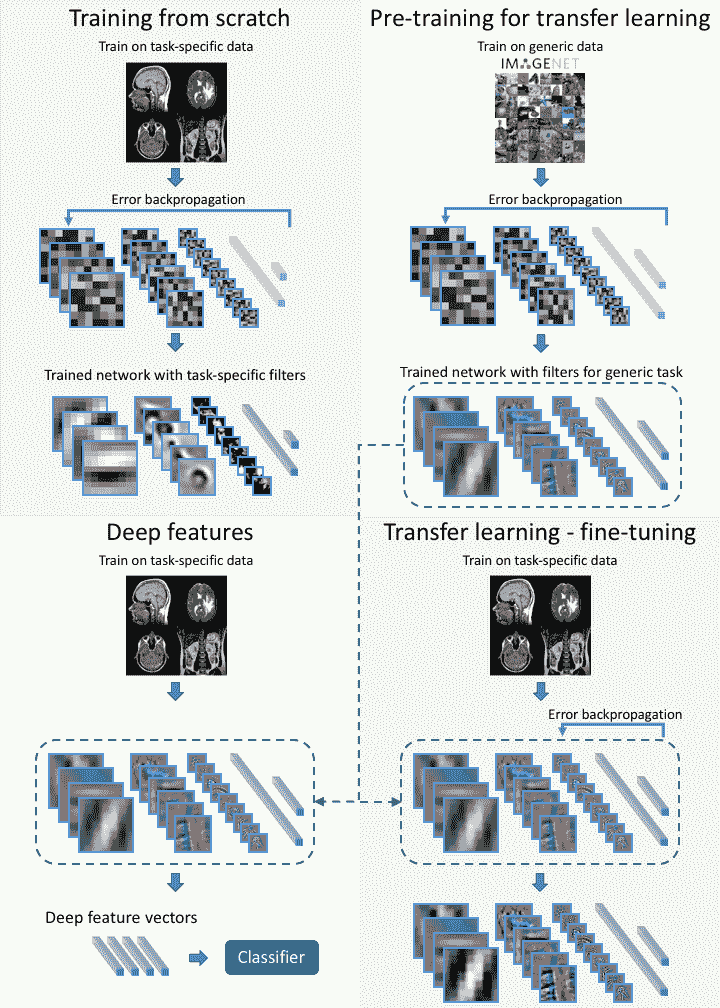 Training from scratch
Train on task-specific data
Error backpropagation
Trained network with task-specific filters
Pre-training for transfer learning
Train on generic data
IMAGENET
Error backpropagation
Trained network with filters for generic task
Deep features
Train on task-specific data
Deep feature vectors
Classifier
Transfer learning - fine-tuning
Train on task-specific data
Error backpropagation